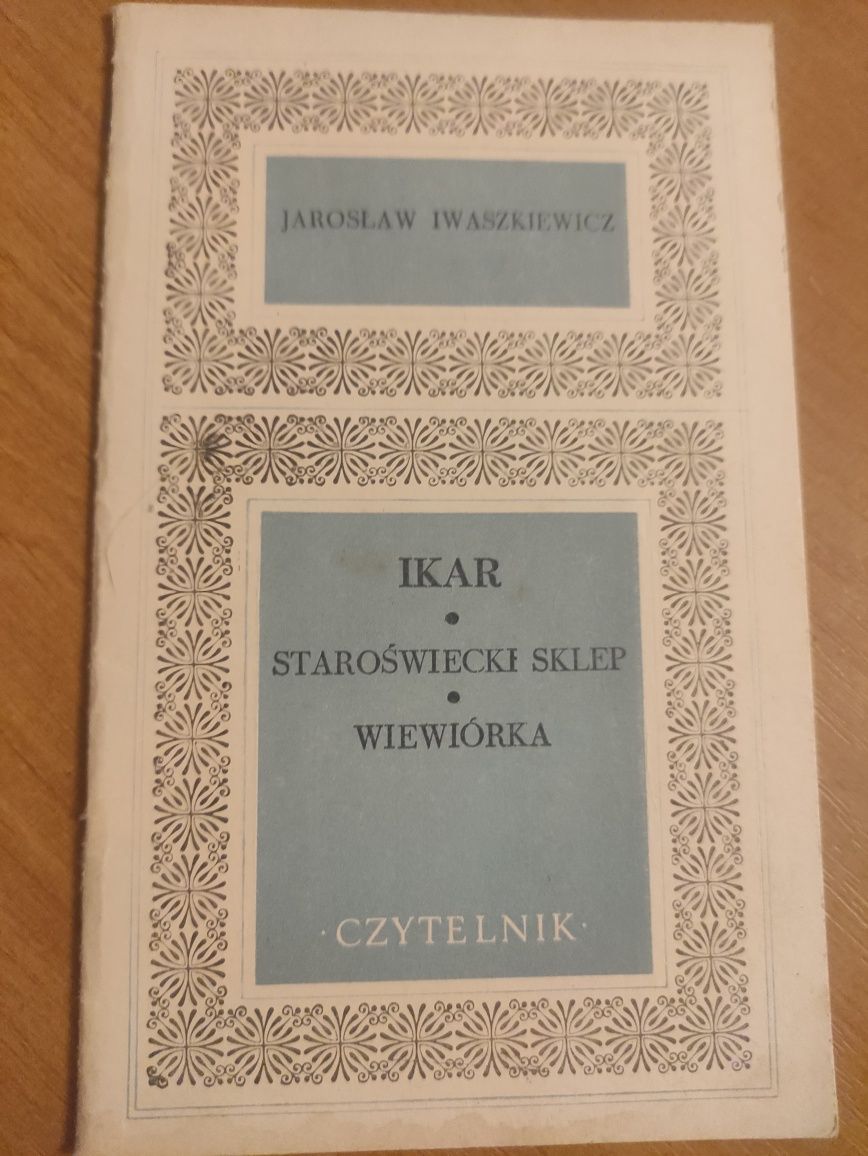 JAROSŁAW IWASZKIEWICZ
IKAR
•
STAROŚWIECKI SKLEP
•
WIEWIÓRKA
· CZYTELNIK ·